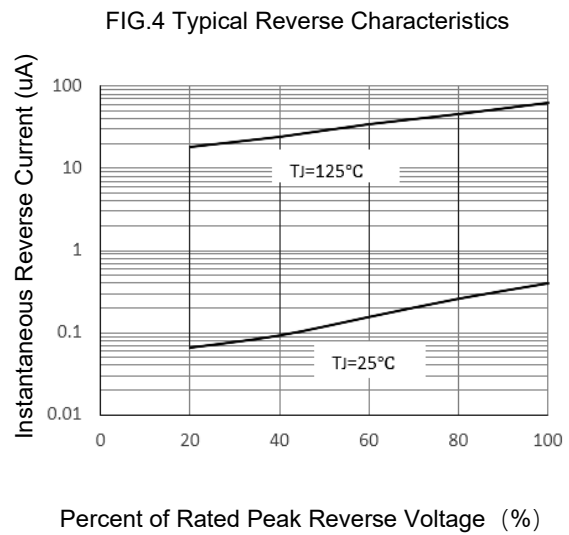 FIG.4 Typical Reverse Characteristics
Instantaneous Reverse Current (uA)
100
10
1
0.1
0.01
TJ=125℃
TJ=25℃
0 20 40 60 80 100
Percent of Rated Peak Reverse Voltage（%）